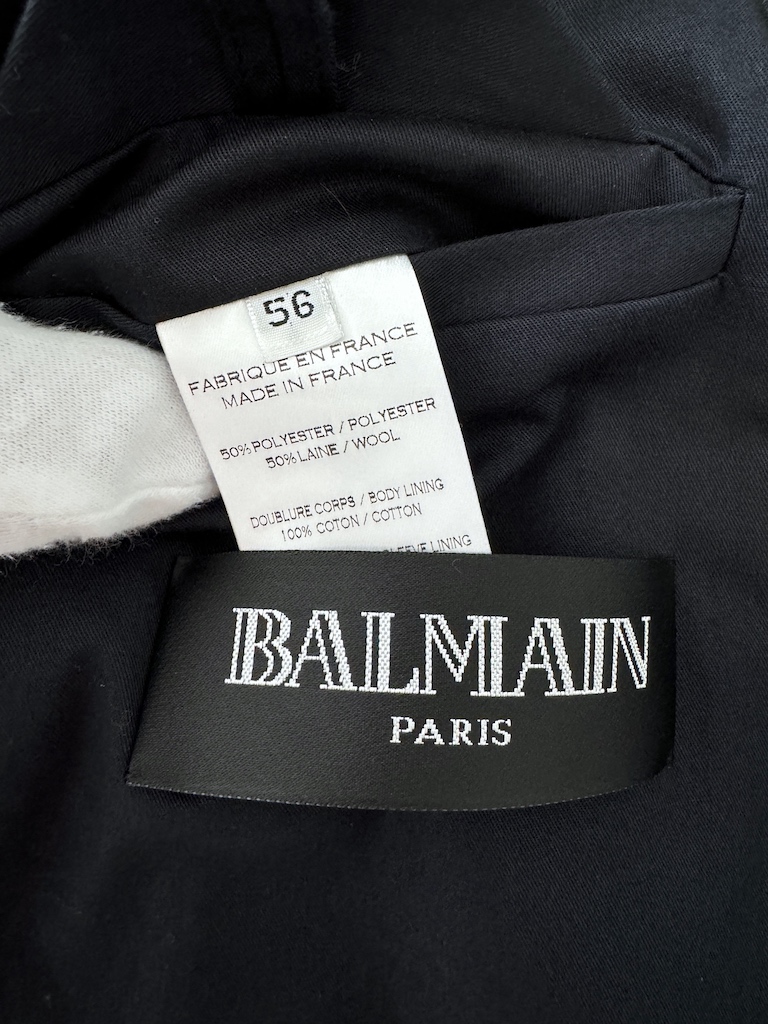 56
FABRIQUE EN FRANCE
MADE IN FRANCE
50% POLYESTER / POLYESTER
50% LAINE / WOOL
DOUBLURE CORPS / BODY LINING
100% COTON / COTTON
LINING
BALMAIN
PARIS